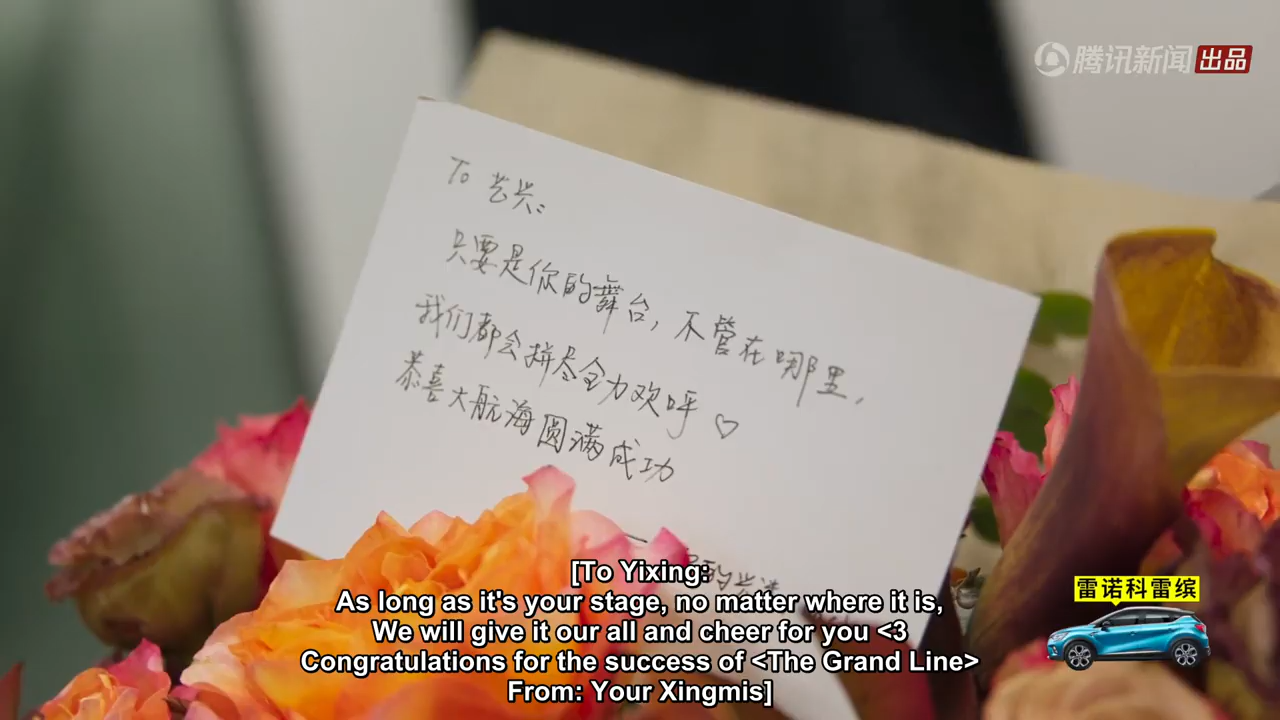 腾讯新闻 出品
To 艺兴:
只要是你的舞台, 不管在哪里,
我们都会拼尽全力欢呼 ♡
恭喜大航海圆满成功
[To Yixing:
As long as it's your stage, no matter where it is,
We will give it our all and cheer for you <3
Congratulations for the success of <The Grand Line>
From: Your Xingmis]
雷诺科雷缤